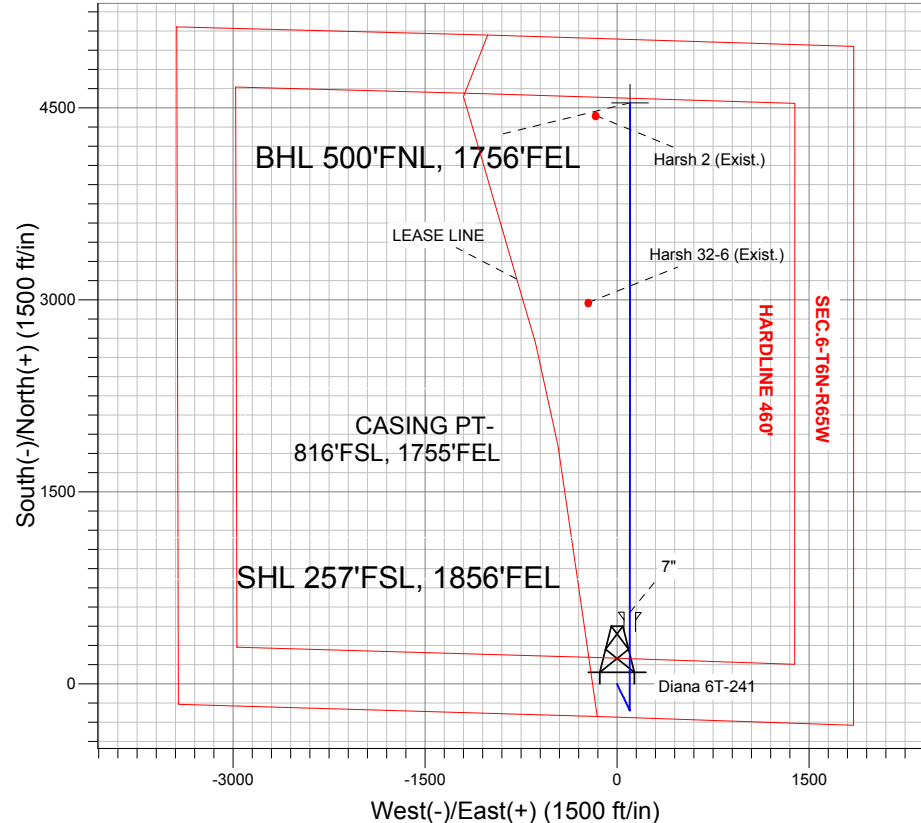 4500
BHL 500'FNL, 1756'FEL
Harsh 2 (Exist.)
LEASE LINE
Harsh 32-6 (Exist.)
3000
SEC.6-T6N-R65W
HARDLINE 460'
CASING PT-
816'FSL, 1755'FEL
South(-)/North(+) (1500 ft/in)
1500
SHL 257'FSL, 1856'FEL
7"
Diana 6T-241
0
-3000
-1500
0
1500
West(-)/East(+) (1500 ft/in)